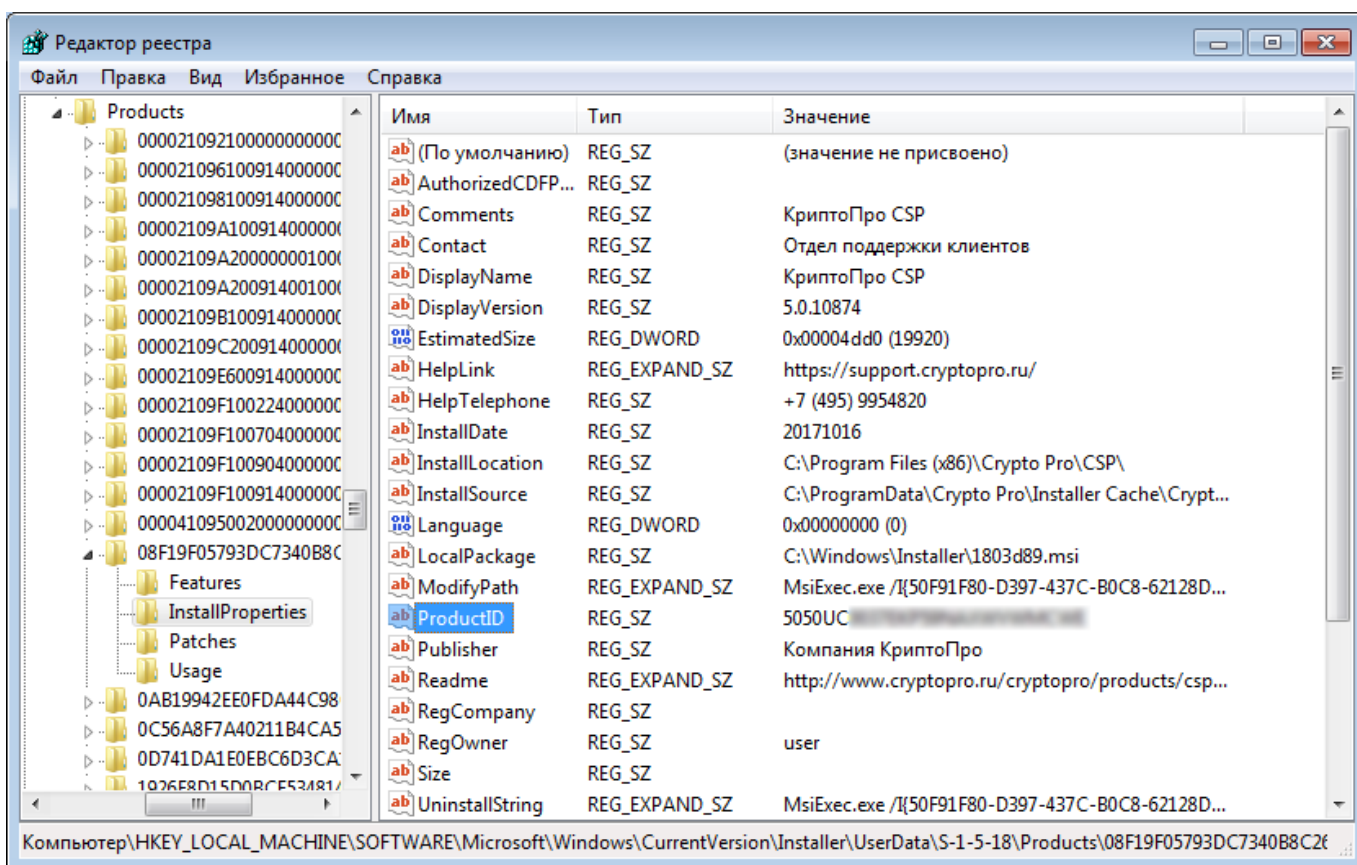 Редактор реестра
Файл Правка Вид Избранное Справка
Products
000021092100000000000
000021096100914000000
000021098100914000000
00002109A100914000000
00002109A200000001000
00002109A200914001000
00002109B100914000000
00002109C200914000000
00002109E600914000000
00002109F100224000000
00002109F100704000000
00002109F100904000000
00002109F100914000000
000041095002000000000
08F19F05793DC7340B8C
Features
InstallProperties
Patches
Usage
0AB19942EE0FDA44C98
0C56A8F7A40211B4CA5
0D741DA1E0EBC6D3CA
1926F8D15D0BCF53481
Имя Тип Значение
(По умолчанию) REG_SZ (значение не присвоено)
AuthorizedCDFP... REG_SZ
Comments REG_SZ КриптоПро CSP
Contact REG_SZ Отдел поддержки клиентов
DisplayName REG_SZ КриптоПро CSP
DisplayVersion REG_SZ 5.0.10874
EstimatedSize REG_DWORD 0x00004dd0 (19920)
HelpLink REG_EXPAND_SZ https://support.cryptopro.ru/
HelpTelephone REG_SZ +7 (495) 9954820
InstallDate REG_SZ 20171016
InstallLocation REG_SZ C:\Program Files (x86)\Crypto Pro\CSP\
InstallSource REG_SZ C:\ProgramData\Crypto Pro\Installer Cache\Crypt...
Language REG_DWORD 0x00000000 (0)
LocalPackage REG_SZ C:\Windows\Installer\1803d89.msi
ModifyPath REG_EXPAND_SZ MsiExec.exe /I{50F91F80-D397-437C-B0C8-62128D...
ProductID REG_SZ 5050UC
Publisher REG_SZ Компания КриптоПро
Readme REG_EXPAND_SZ http://www.cryptopro.ru/cryptopro/products/csp...
RegCompany REG_SZ
RegOwner REG_SZ user
Size REG_SZ
UninstallString REG_EXPAND_SZ MsiExec.exe /I{50F91F80-D397-437C-B0C8-62128D...
Компьютер\HKEY_LOCAL_MACHINE\SOFTWARE\Microsoft\Windows\CurrentVersion\Installer\UserData\S-1-5-18\Products\08F19F05793DC7340B8C26